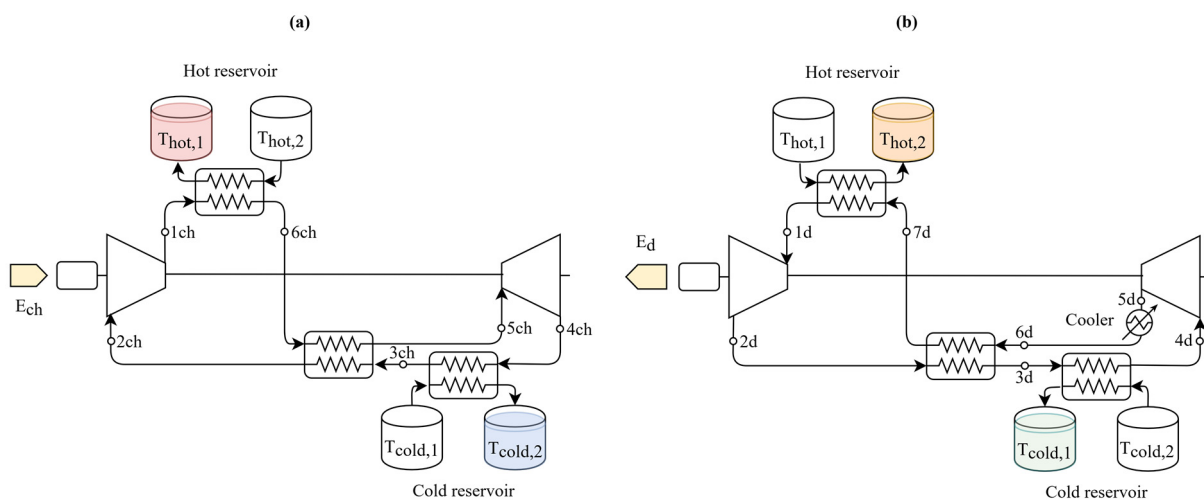 (a)
Hot reservoir
Thot,1
Thot,2
1ch
6ch
Ech
2ch
3ch
5ch
4ch
Tcold,1
Tcold,2
Cold reservoir
(b)
Hot reservoir
Thot,1
Thot,2
1d
7d
Ed
5d
Cooler
2d
6d
3d
4d
Tcold,1
Tcold,2
Cold reservoir